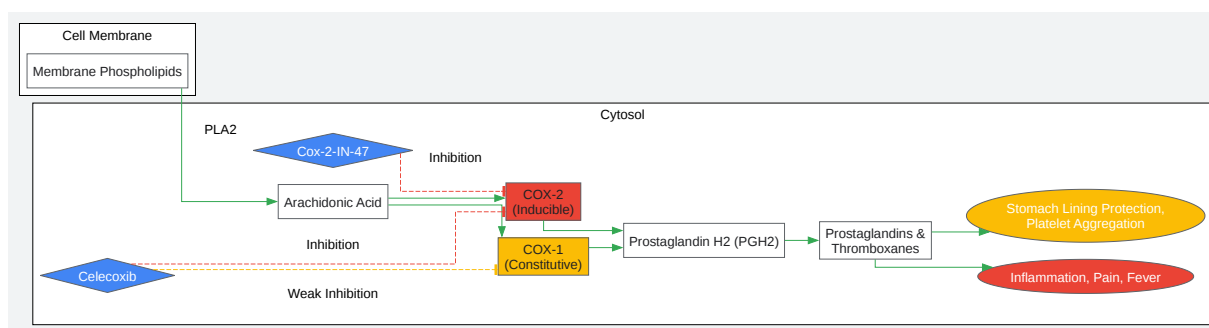 Cell Membrane
Membrane Phospholipids
Cytosol
PLA2
Cox-2-IN-47
Inhibition
Arachidonic Acid
COX-2
(Inducible)
Stomach Lining Protection,
Platelet Aggregation
Prostaglandin H2 (PGH2)
Prostaglandins &
Thromboxanes
Inhibition
COX-1
(Constitutive)
Celecoxib
Inflammation, Pain, Fever
Weak Inhibition